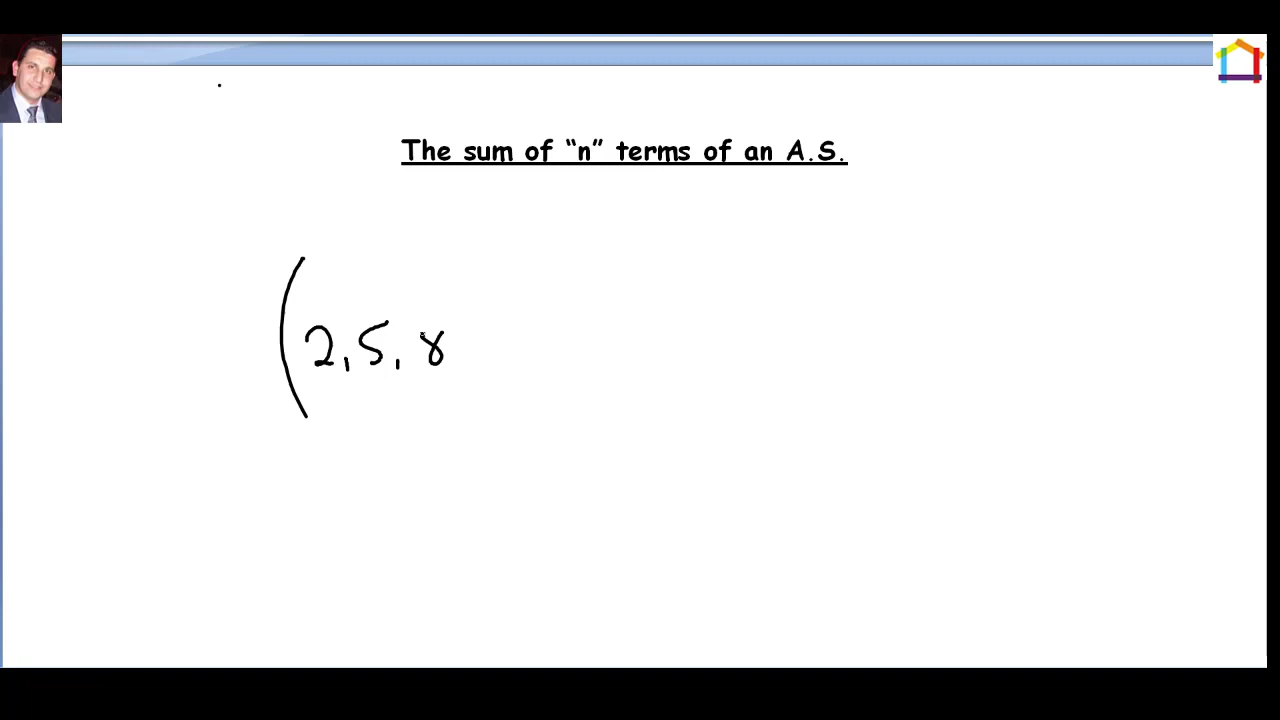 The sum of “n” terms of an A.S.
(2, 5, 8